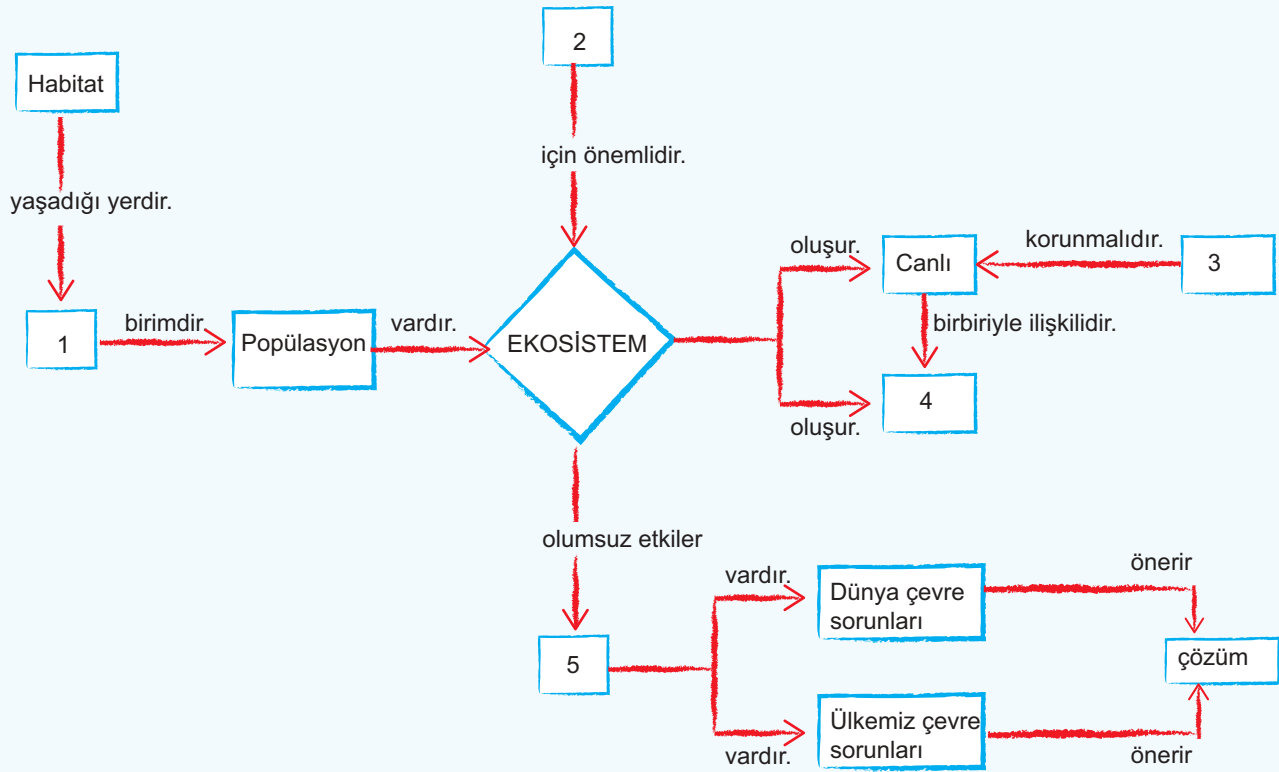 2
Habitat
için önemlidir.
yaşadığı yerdir.
oluşur.
Canlı
korunmalıdır.
3
1
birimdir
Popülasyon
vardır.
EKOSİSTEM
birbiriyle ilişkilidir.
4
oluşur.
olumsuz etkiler
vardır.
Dünya çevre
sorunları
önerir
5
çözüm
vardır.
Ülkemiz çevre
sorunları
önerir